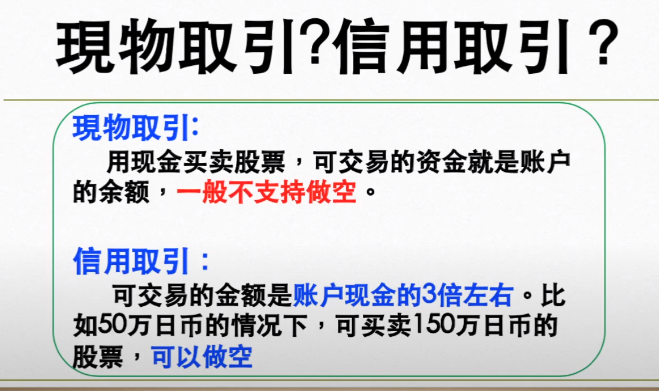 現物取引?信用取引？
現物取引:
用现金买卖股票，可交易的资金就是账户
的余额，一般不支持做空。
信用取引：
可交易的金额是账户现金的3倍左右。比
如50万日币的情况下，可买卖150万日币的
股票，可以做空